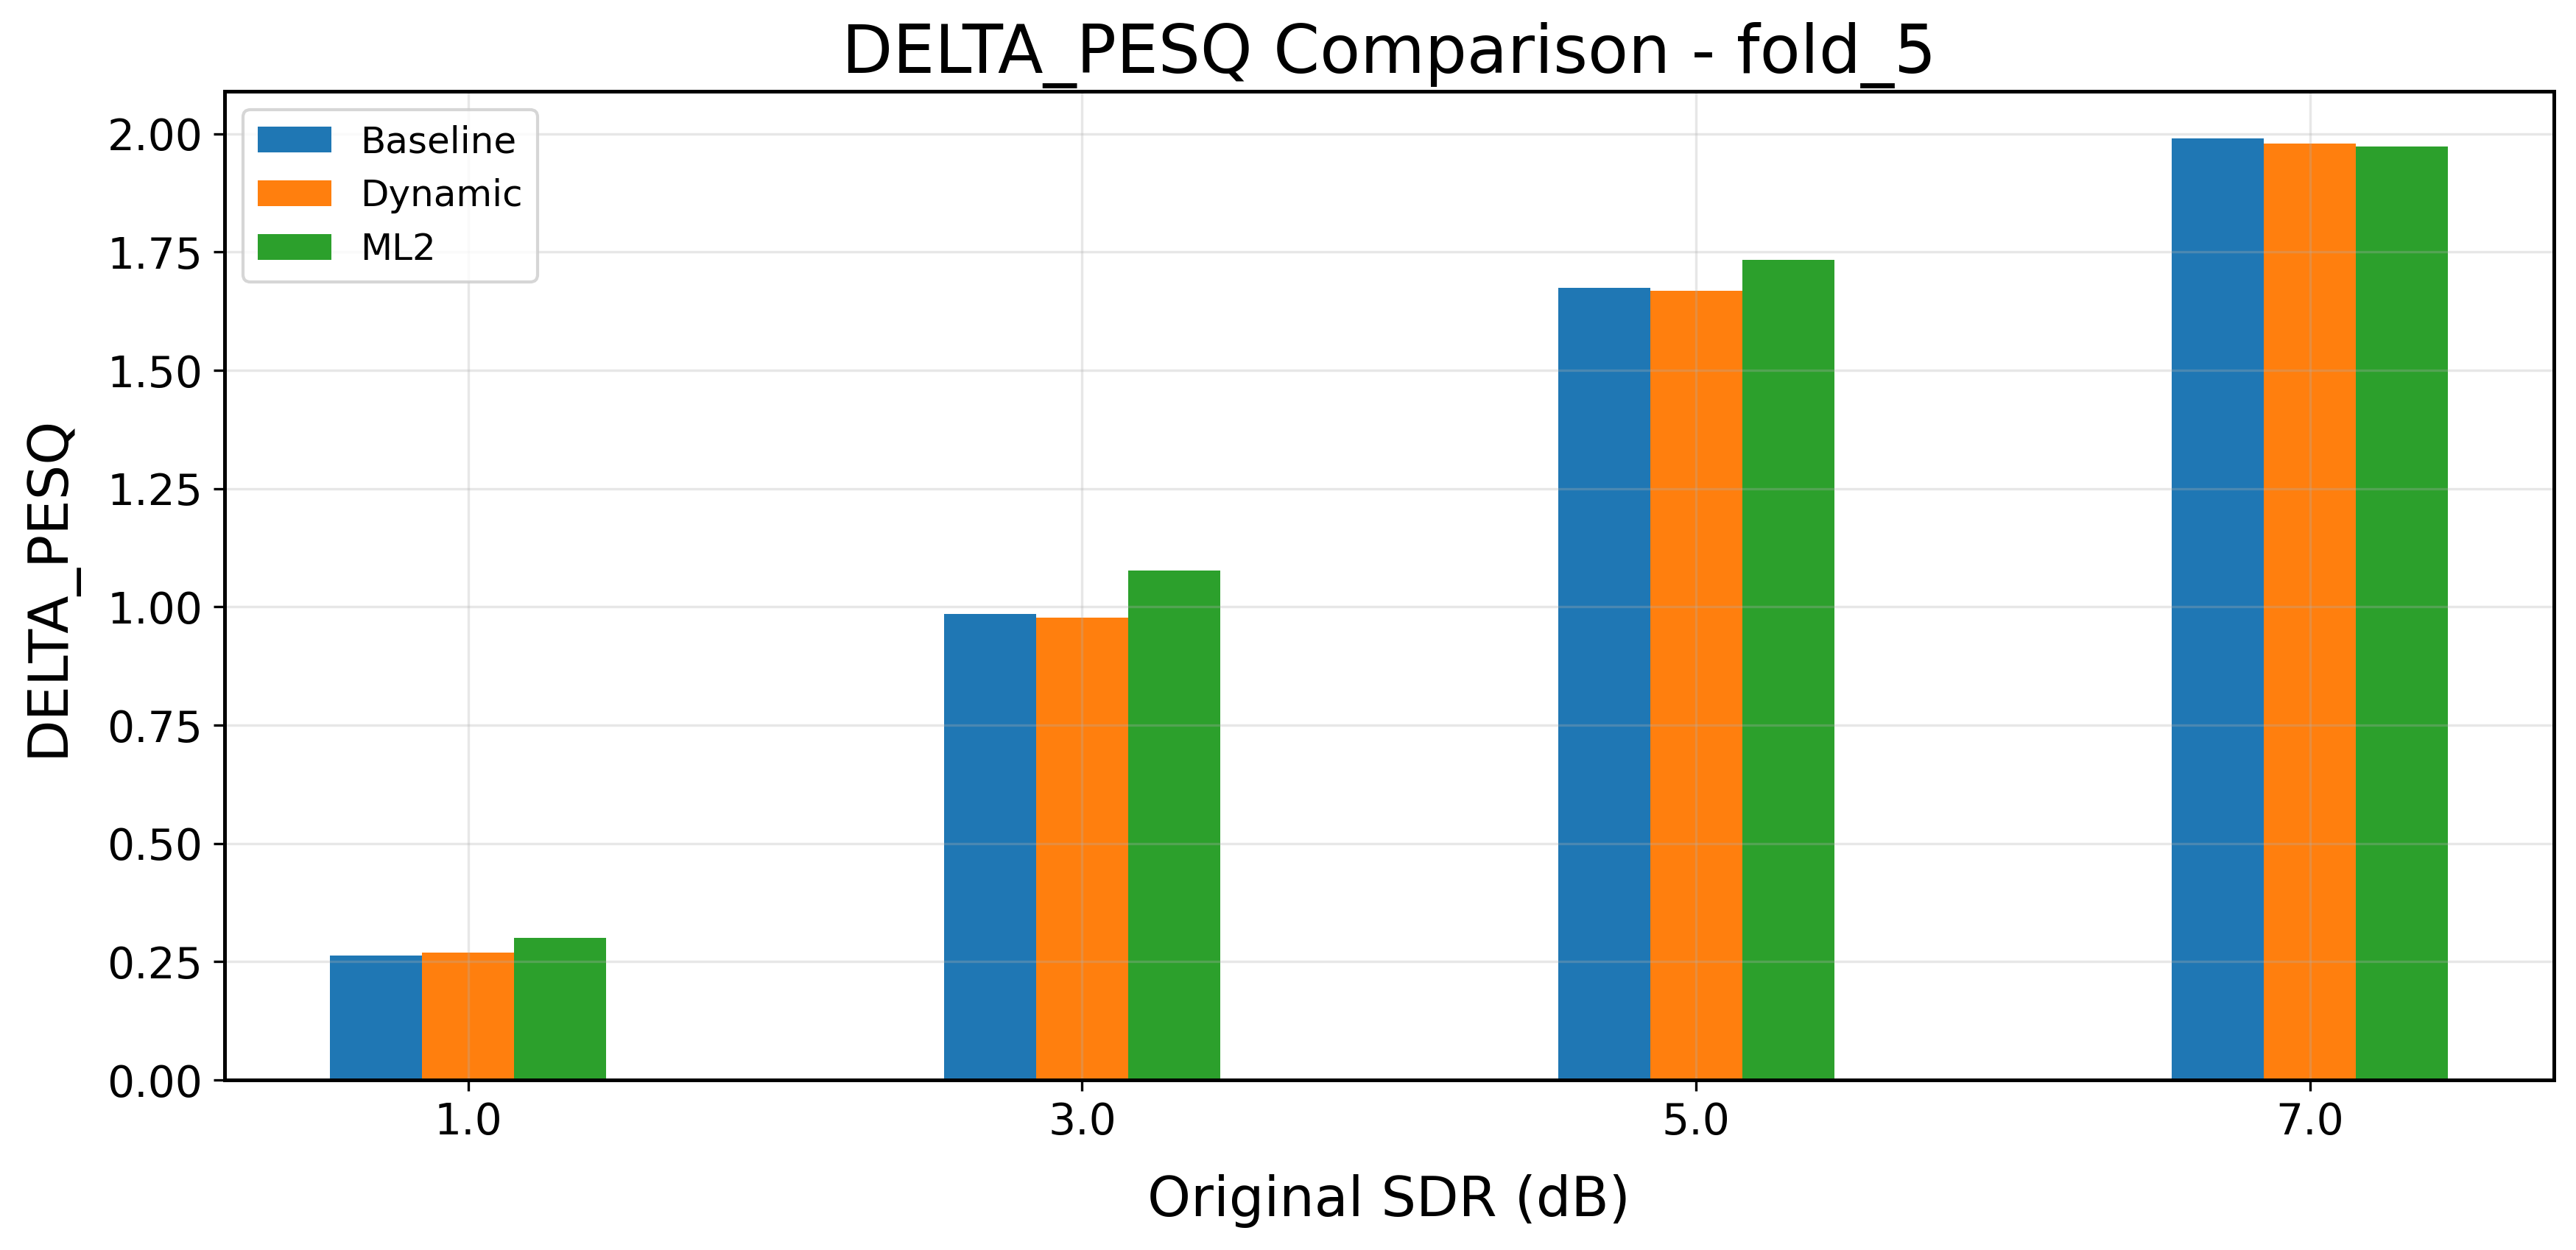 DELTA_PESQ Comparison - fold_5
Baseline
Dynamic
ML2
DELTA_PESQ
2.00
1.75
1.50
1.25
1.00
0.75
0.50
0.25
0.00
1.0 3.0 5.0 7.0
Original SDR (dB)